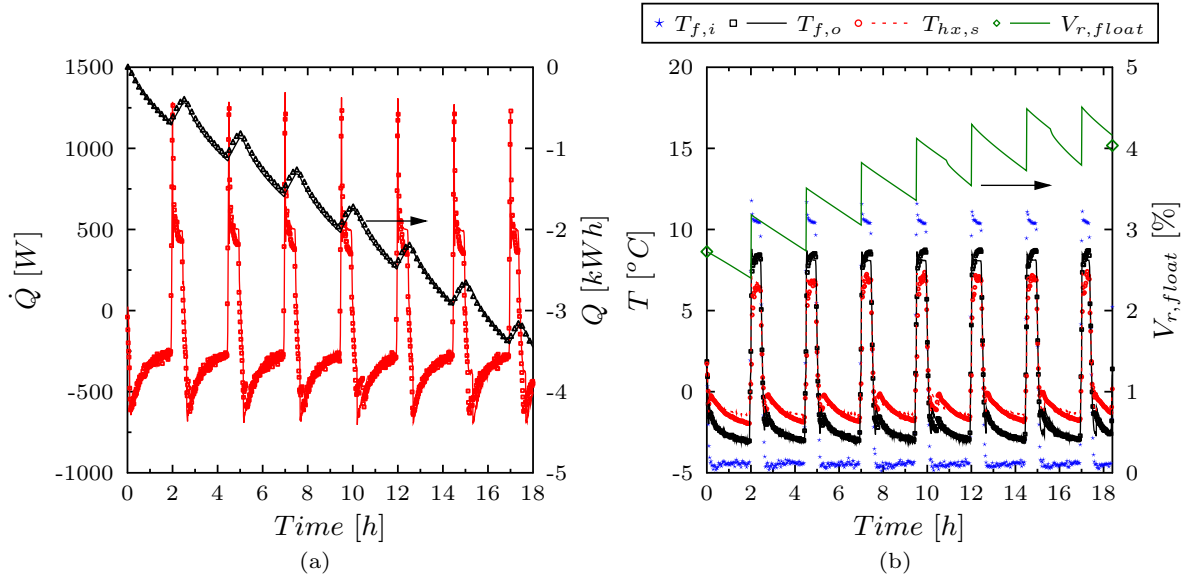 T_{f,i} T_{f,o} T_{hx,s} V_{r,float}
1500
1000
500
0
-500
-1000
Q̇ [W]
0
-1
-2
-3
-4
-5
Q [kWh]
0 2 4 6 8 10 12 14 16 18
Time [h]
(a)
20
15
10
5
0
-5
T [°C]
5
4
3
2
1
0
V_{r,float} [%]
0 2 4 6 8 10 12 14 16 18
Time [h]
(b)